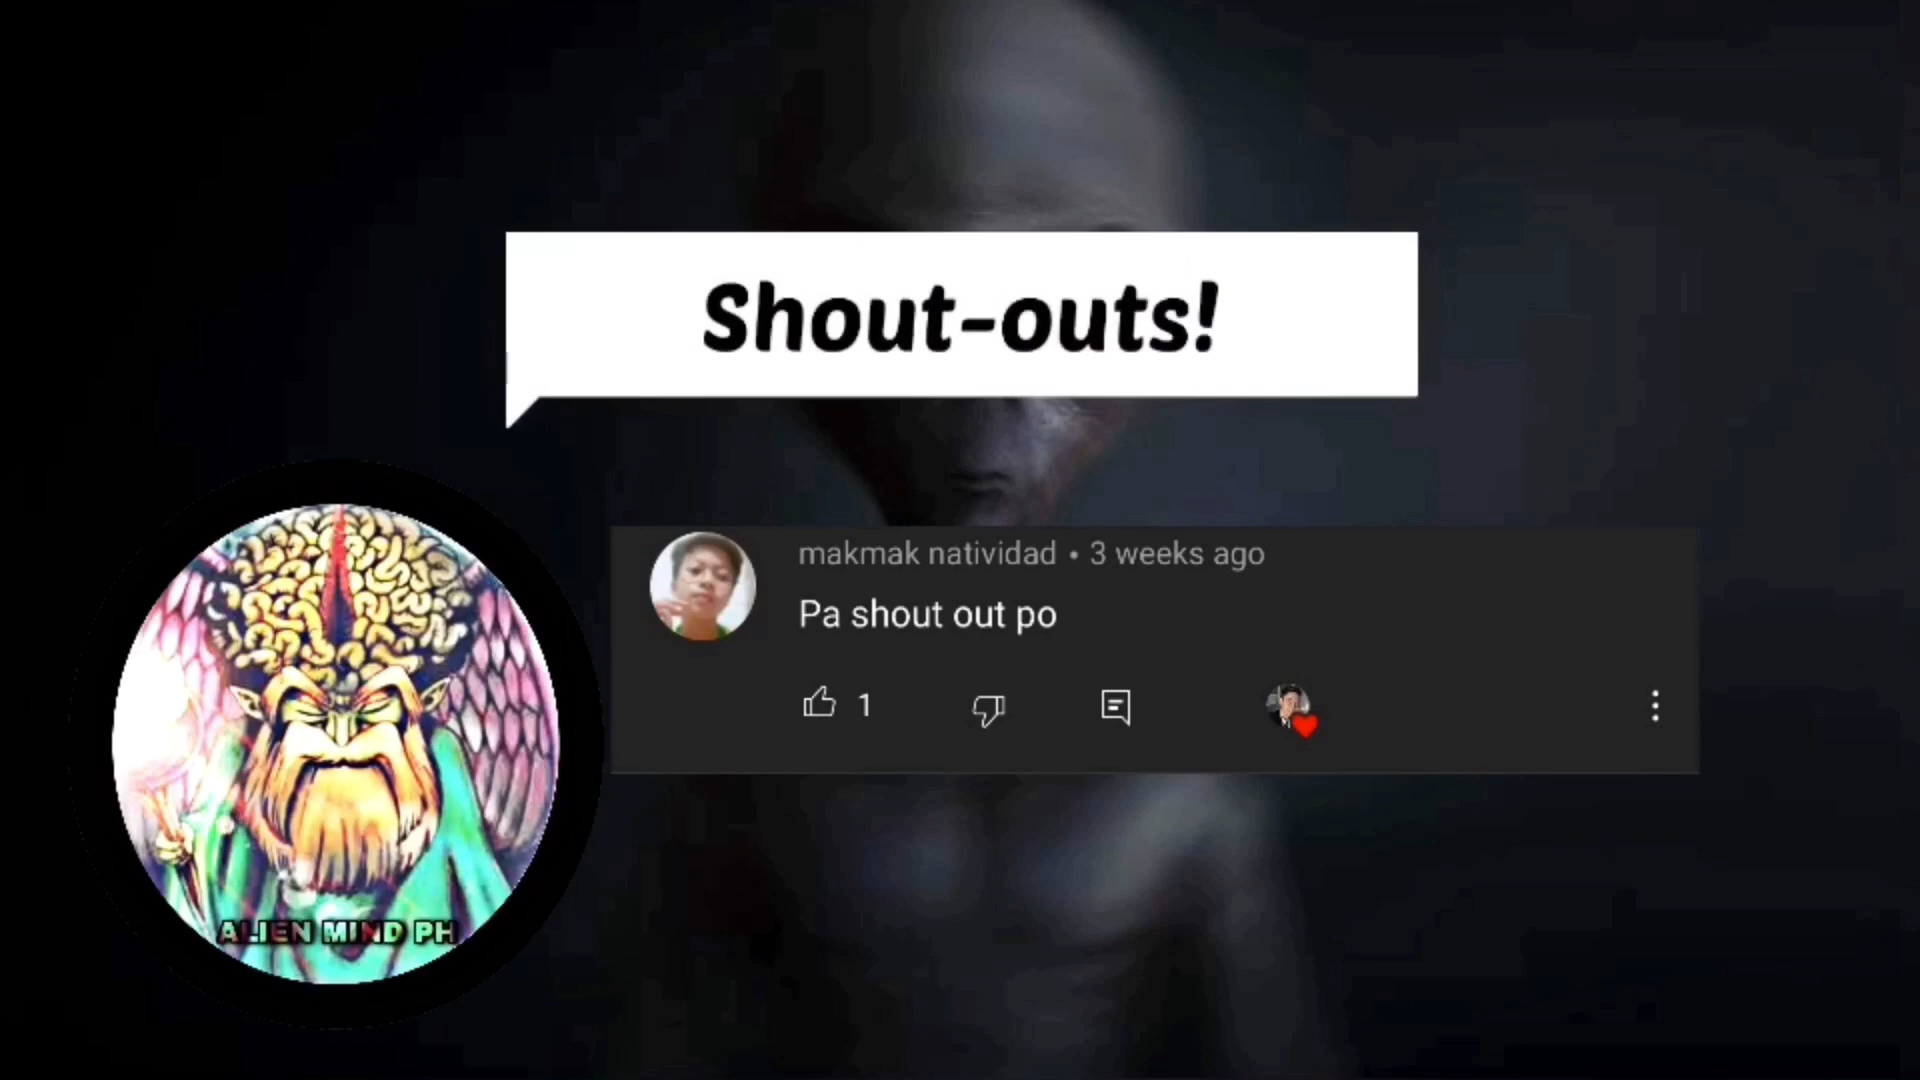 Shout-outs!
makmak natividad • 3 weeks ago
Pa shout out po
1
ALIEN MIND PH